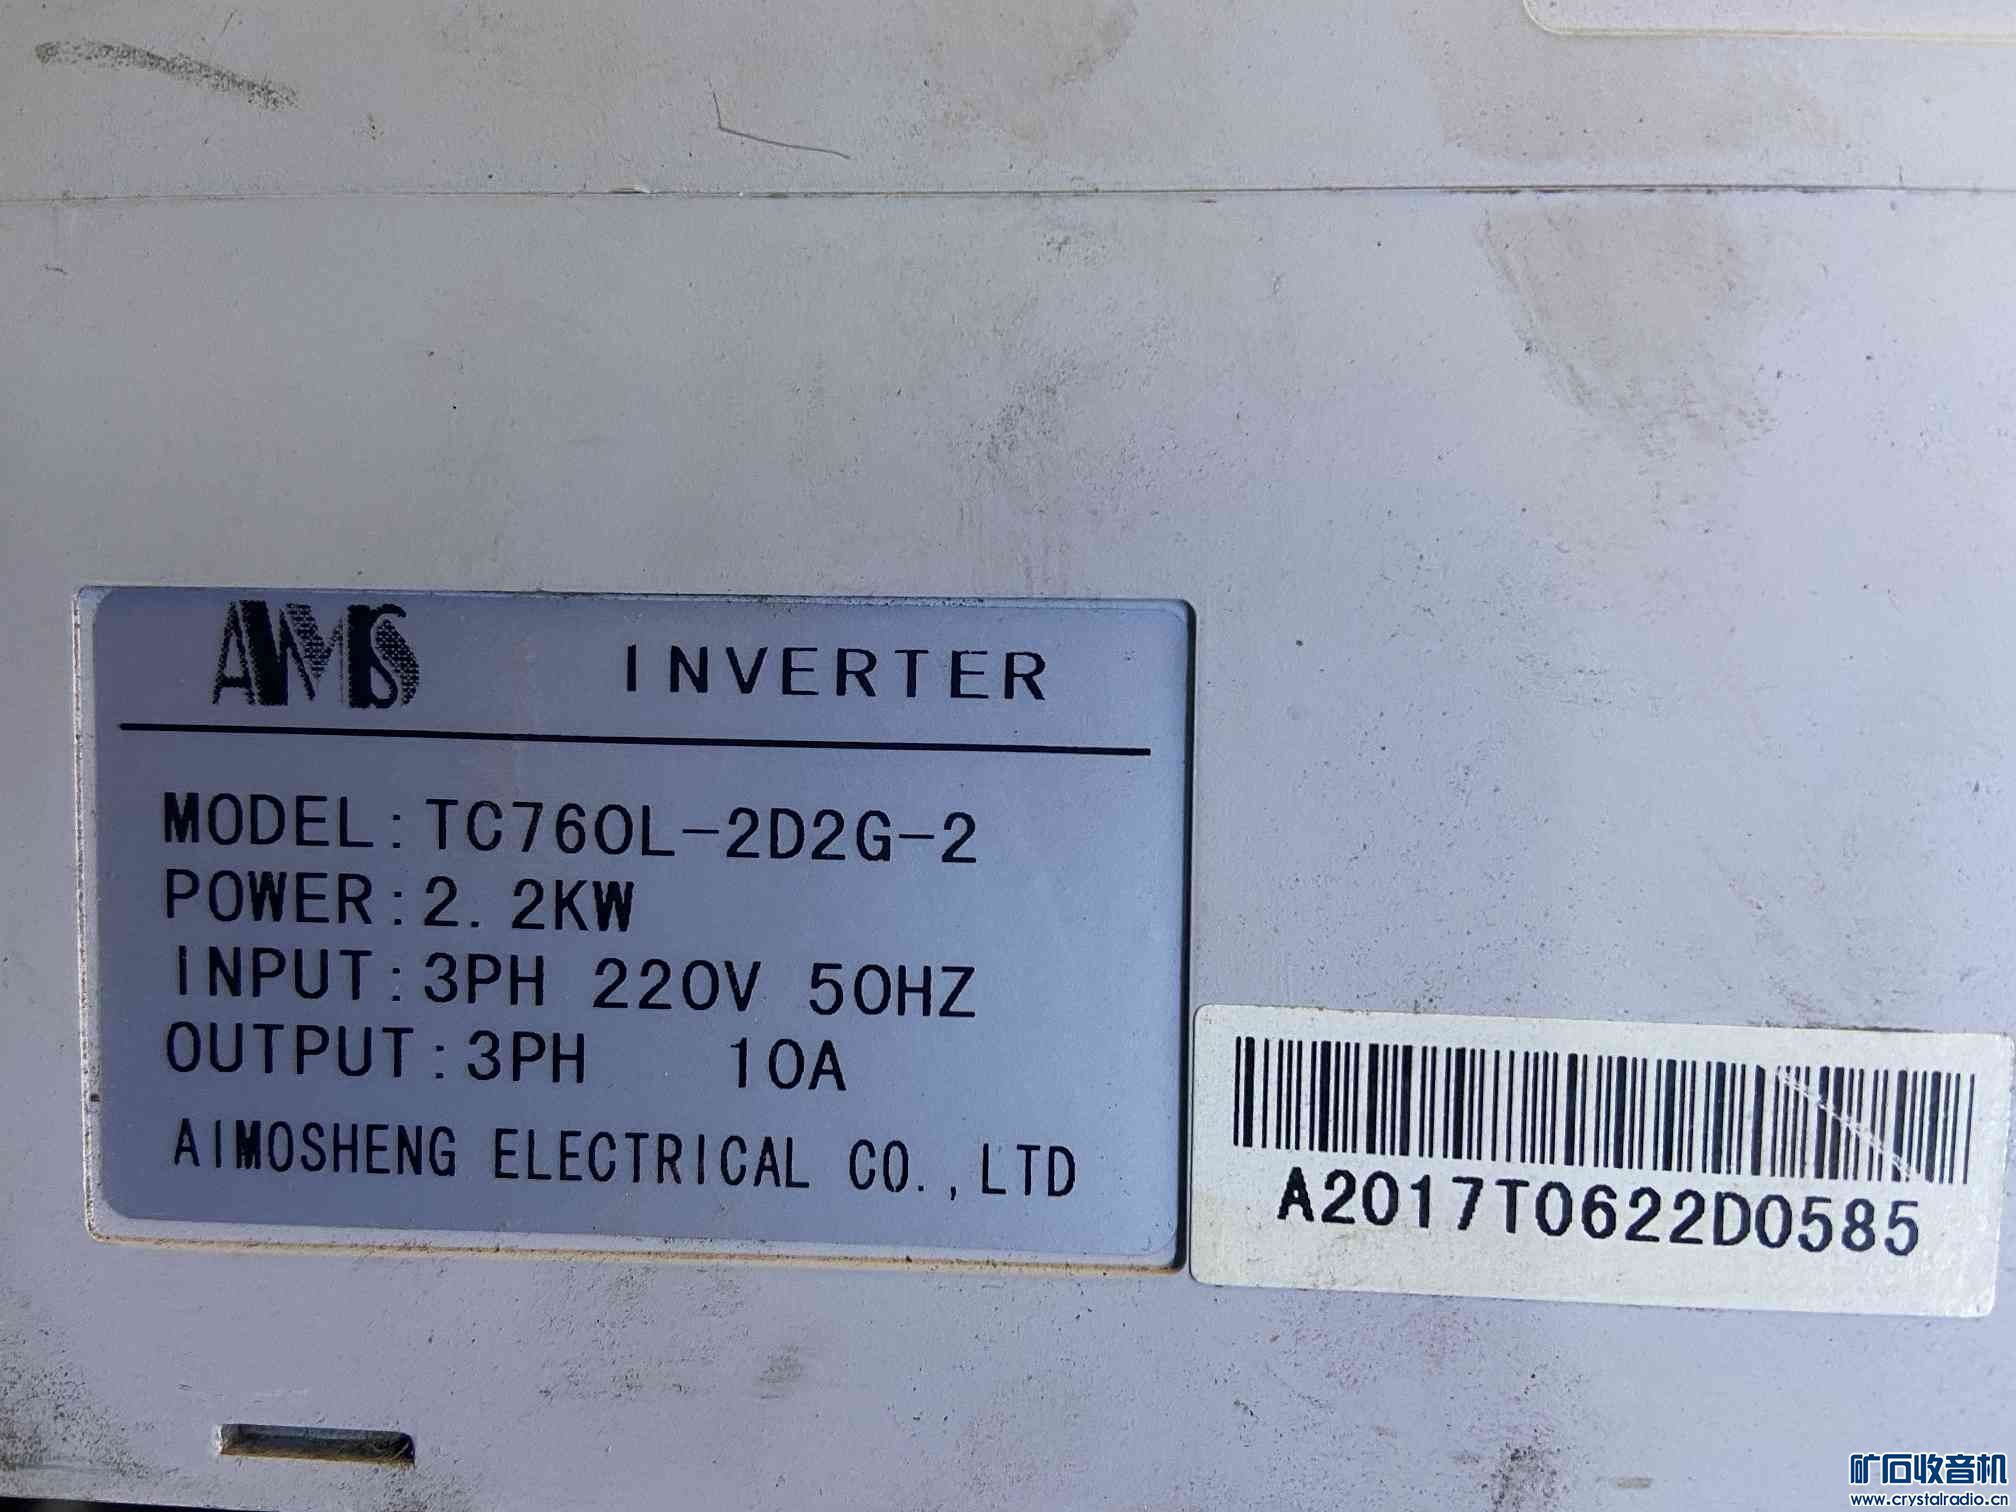 AMS INVERTER
MODEL:TC760L-2D2G-2
POWER:2.2KW
INPUT:3PH 220V 50HZ
OUTPUT:3PH 10A
AIMOSHENG ELECTRICAL CO.,LTD
A2017T0622D0585
矿石收音机
www.crystalradio.cn